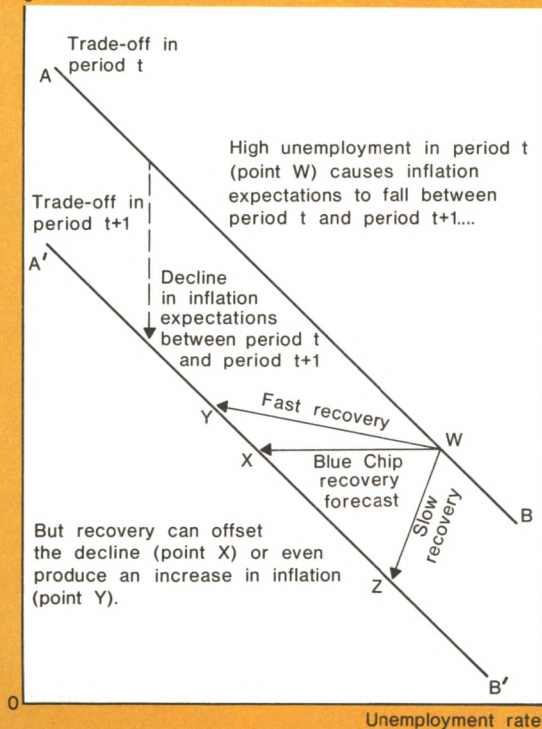 Trade-off in
period t
A
High unemployment in period t
(point W) causes inflation
expectations to fall between
period t and period t+1....
Trade-off in
period t+1
A′
Decline
in inflation
expectations
between period t
and period t+1
Fast recovery
Y
W
X
Blue Chip
recovery
forecast
Slow
recovery
B
But recovery can offset
the decline (point X) or even
produce an increase in inflation
(point Y).
Z
B′
0
Unemployment rate